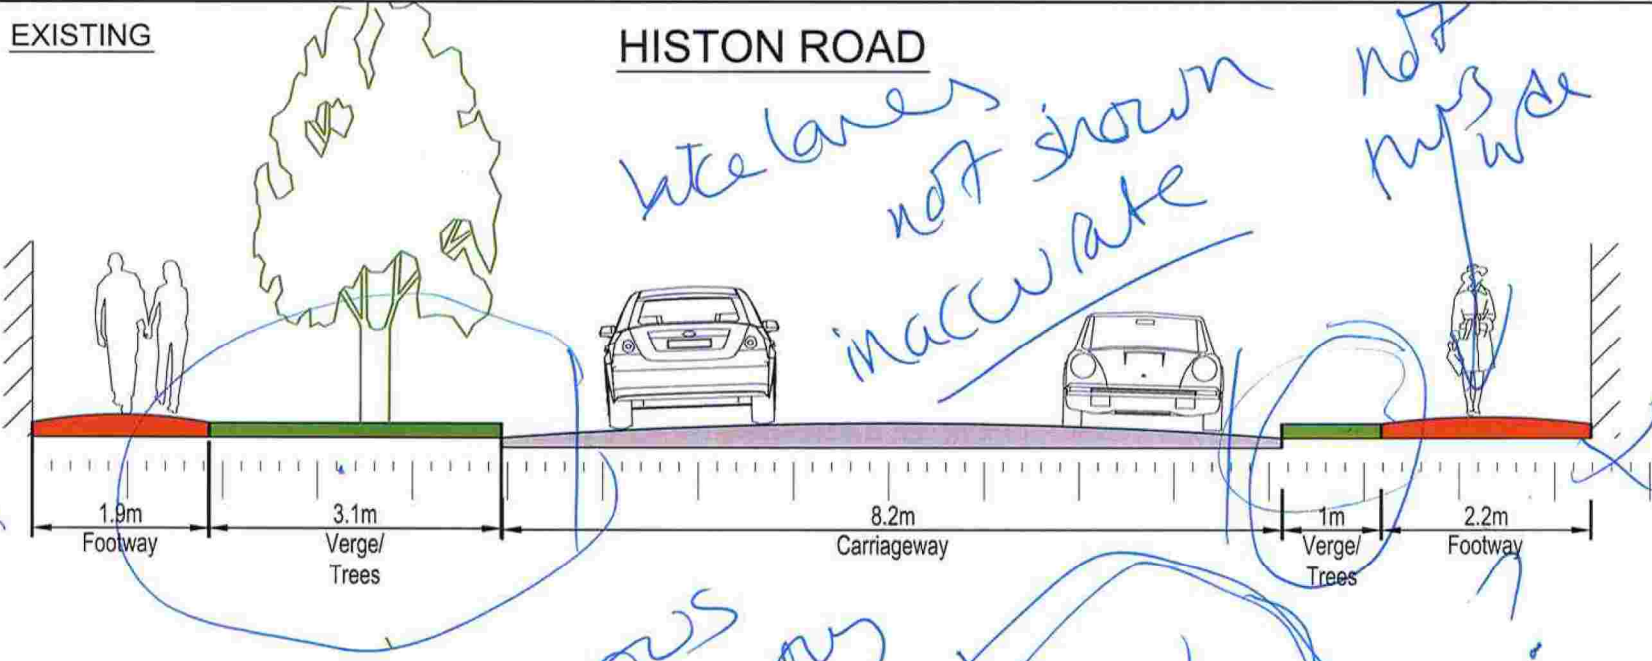 EXISTING
HISTON ROAD
not
this
wide
bike lanes
not shown
inaccurate
1.9m
Footway
3.1m
Verge/
Trees
8.2m
Carriageway
1m
Verge/
Trees
2.2m
Footway
?